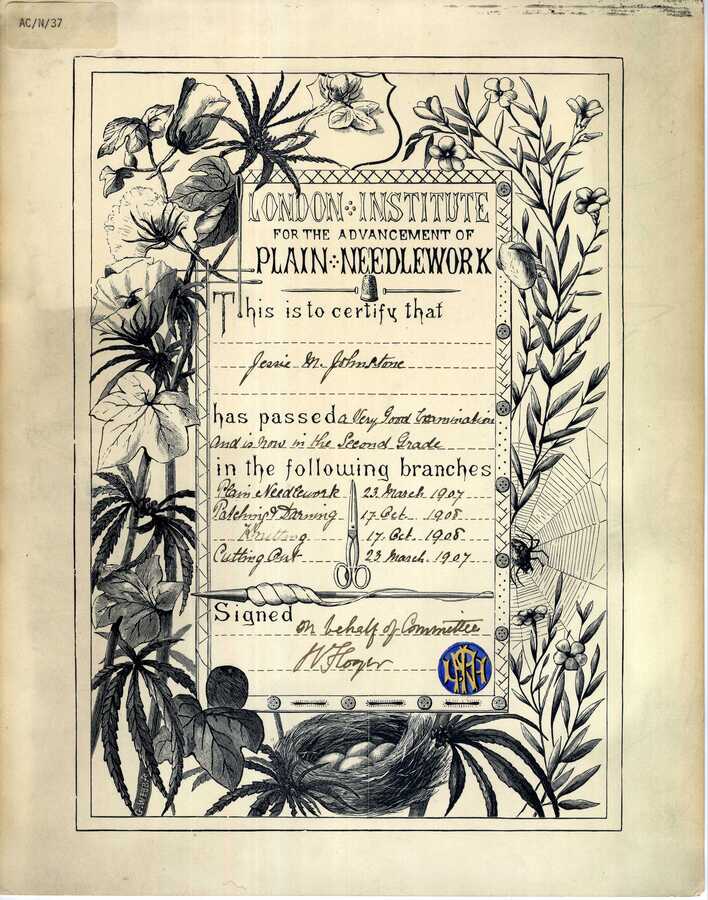 AC/N/37
LONDON INSTITUTE
FOR THE ADVANCEMENT OF
PLAIN NEEDLEWORK
This is to certify that
Jessie M. Johnstone
has passed a Very Good Examination
and is now in the Second Grade
in the following branches
Plain Needlework 23 March 1907
Patching & Darning 17 Oct 1908
Knitting 17 Oct 1908
Cutting Out 23 March 1907
Signed
on behalf of Committee